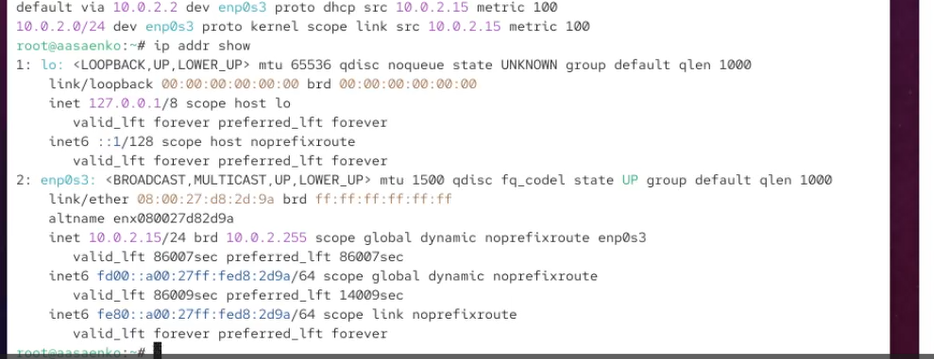 default via 10.0.2.2 dev enp0s3 proto dhcp src 10.0.2.15 metric 100
10.0.2.0/24 dev enp0s3 proto kernel scope link src 10.0.2.15 metric 100
root@aasaenko:~# ip addr show
1: lo: <LOOPBACK,UP,LOWER_UP> mtu 65536 qdisc noqueue state UNKNOWN group default qlen 1000
    link/loopback 00:00:00:00:00:00 brd 00:00:00:00:00:00
    inet 127.0.0.1/8 scope host lo
       valid_lft forever preferred_lft forever
    inet6 ::1/128 scope host noprefixroute
       valid_lft forever preferred_lft forever
2: enp0s3: <BROADCAST,MULTICAST,UP,LOWER_UP> mtu 1500 qdisc fq_codel state UP group default qlen 1000
    link/ether 08:00:27:d8:2d:9a brd ff:ff:ff:ff:ff:ff
    altname enx080027d82d9a
    inet 10.0.2.15/24 brd 10.0.2.255 scope global dynamic noprefixroute enp0s3
       valid_lft 86007sec preferred_lft 86007sec
    inet6 fd00::a00:27ff:fed8:2d9a/64 scope global dynamic noprefixroute
       valid_lft 86009sec preferred_lft 14009sec
    inet6 fe80::a00:27ff:fed8:2d9a/64 scope link noprefixroute
       valid_lft forever preferred_lft forever
root@aasaenko:~#